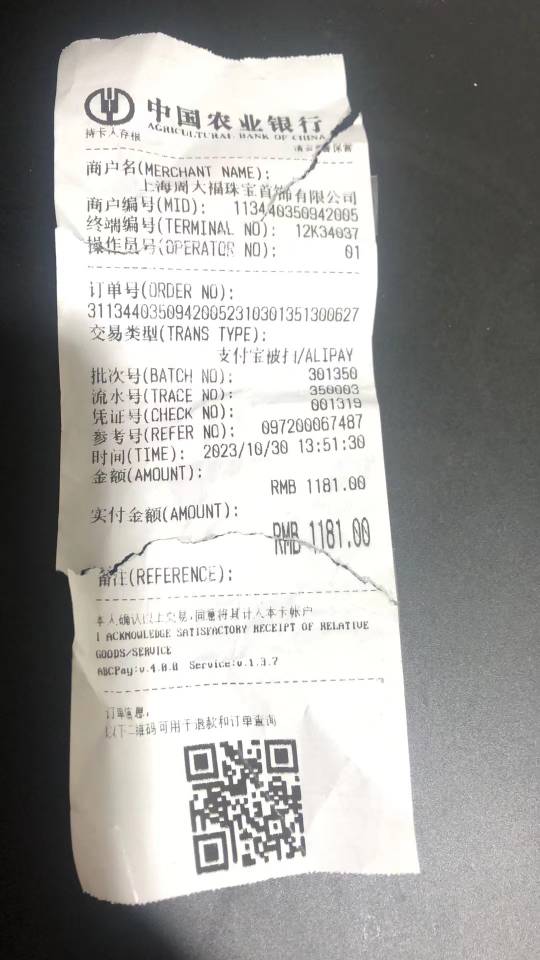 中国农业银行
AGRICULTURAL BANK OF CHINA
持卡人存根
商户名(MERCHANT NAME):
上海周大福珠宝首饰有限公司
商户编号(MID): 113440350942005
终端编号(TERMINAL NO): 12K34037
操作员号(OPERATOR NO): 01
订单号(ORDER NO):
31134403509420052310301351300627
交易类型(TRANS TYPE):
支付宝被扫/ALIPAY
批次号(BATCH NO): 301350
流水号(TRACE NO): 350003
凭证号(CHECK NO): 001319
参考号(REFER NO): 097200067487
时间(TIME): 2023/10/30 13:51:30
金额(AMOUNT):
RMB 1181.00
实付金额(AMOUNT):
RMB 1181.00
备注(REFERENCE):
本人确认以上交易,同意将其计入本卡帐户
I ACKNOWLEDGE SATISFACTORY RECEIPT OF RELATIVE
GOODS/SERVICE
ABCPay:v.4.0.0 Service:v.1.3.7
订单信息:
以下二维码可用于退款和订单查询